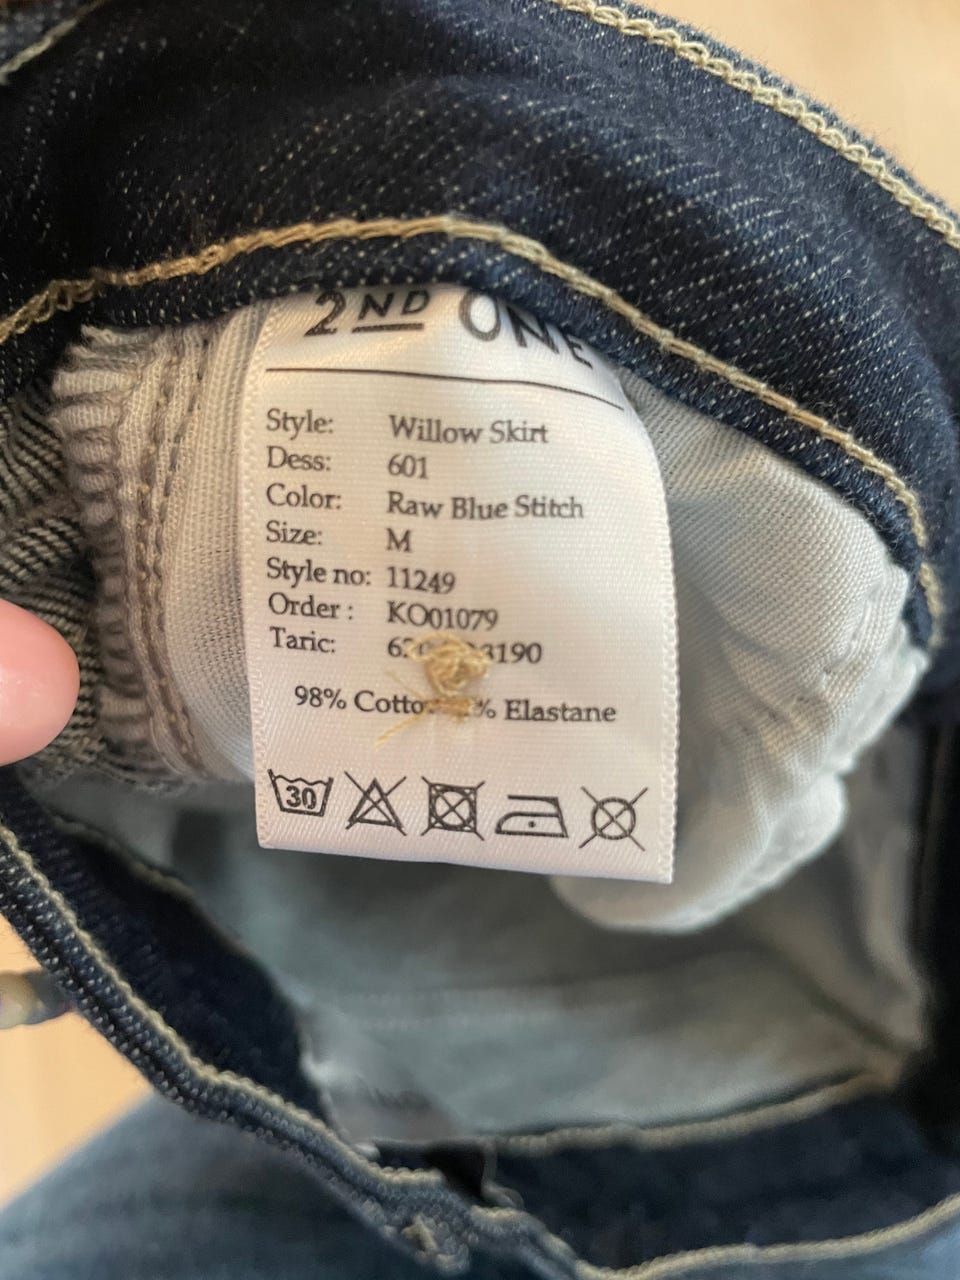 2ND ONE
Style: Willow Skirt
Dess: 601
Color: Raw Blue Stitch
Size: M
Style no: 11249
Order : KO01079
Taric:
98% Elastane
30